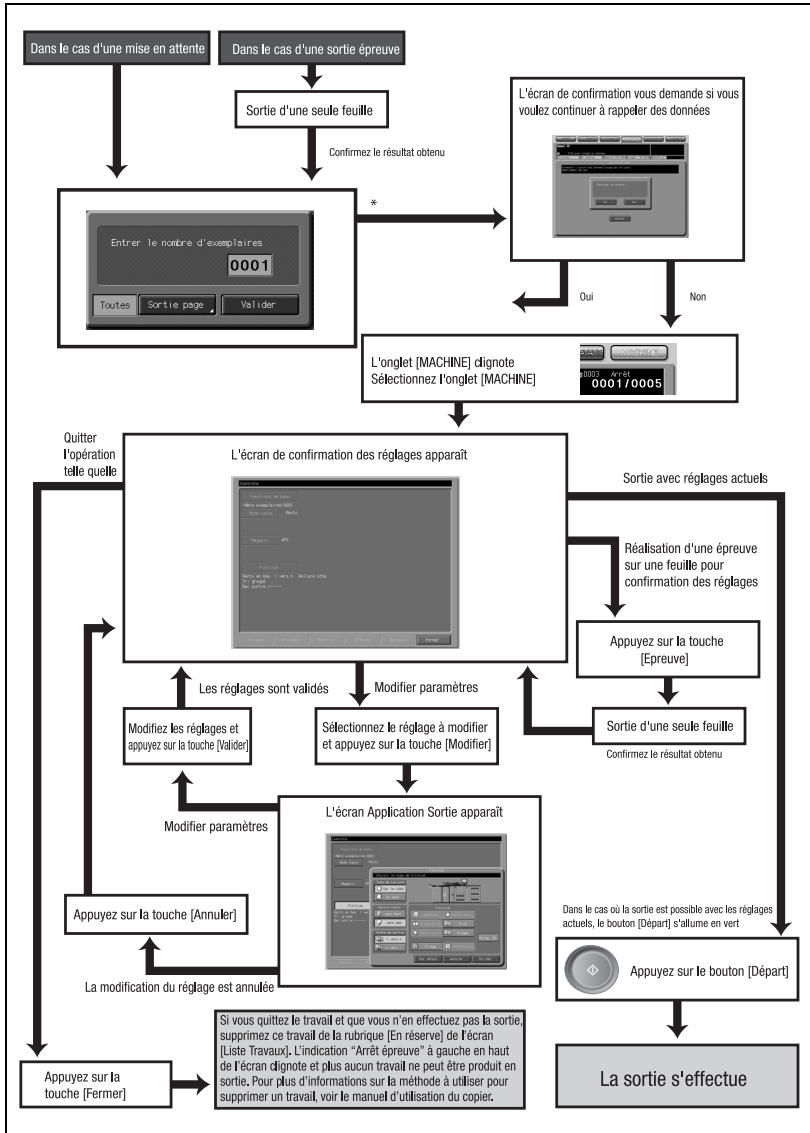 Dans le cas d'une mise en attente
Dans le cas d'une sortie épreuve
Sortie d'une seule feuille
Confirmez le résultat obtenu
L'écran de confirmation vous demande si vous
voulez continuer à rappeler des données
Entrer le nombre d'exemplaires
0001
Toutes
Sortie page
Valider
*
Oui
Non
L'onglet [MACHINE] clignote
Sélectionnez l'onglet [MACHINE]
MACHINE
0003 Arrêt
0001/0005
Quitter
l'opération
telle quelle
L'écran de confirmation des réglages apparaît
Contrôle
Mode copie
Magasin
APS
Fonction
Fermer
Sortie avec réglages actuels
Réalisation d'une épreuve
sur une feuille pour
confirmation des réglages
Appuyez sur la touche
[Epreuve]
Sortie d'une seule feuille
Confirmez le résultat obtenu
Les réglages sont validés
Modifier paramètres
Modifiez les réglages et
appuyez sur la touche [Valider]
Sélectionnez le réglage à modifier
et appuyez sur la touche [Modifier]
Modifier paramètres
L'écran Application Sortie apparaît
Appuyez sur la touche [Annuler]
La modification du réglage est annulée
Dans le cas où la sortie est possible avec les réglages
actuels, le bouton [Départ] s'allume en vert
Appuyez sur le bouton [Départ]
La sortie s'effectue
Appuyez sur la
touche [Fermer]
Si vous quittez le travail et que vous n'en effectuez pas la sortie,
supprimez ce travail de la rubrique [En réserve] de l'écran
[Liste Travaux]. L'indication “Arrêt épreuve” à gauche en haut
de l'écran clignote et plus aucun travail ne peut être produit en
sortie. Pour plus d'informations sur la méthode à utiliser pour
supprimer un travail, voir le manuel d'utilisation du copier.